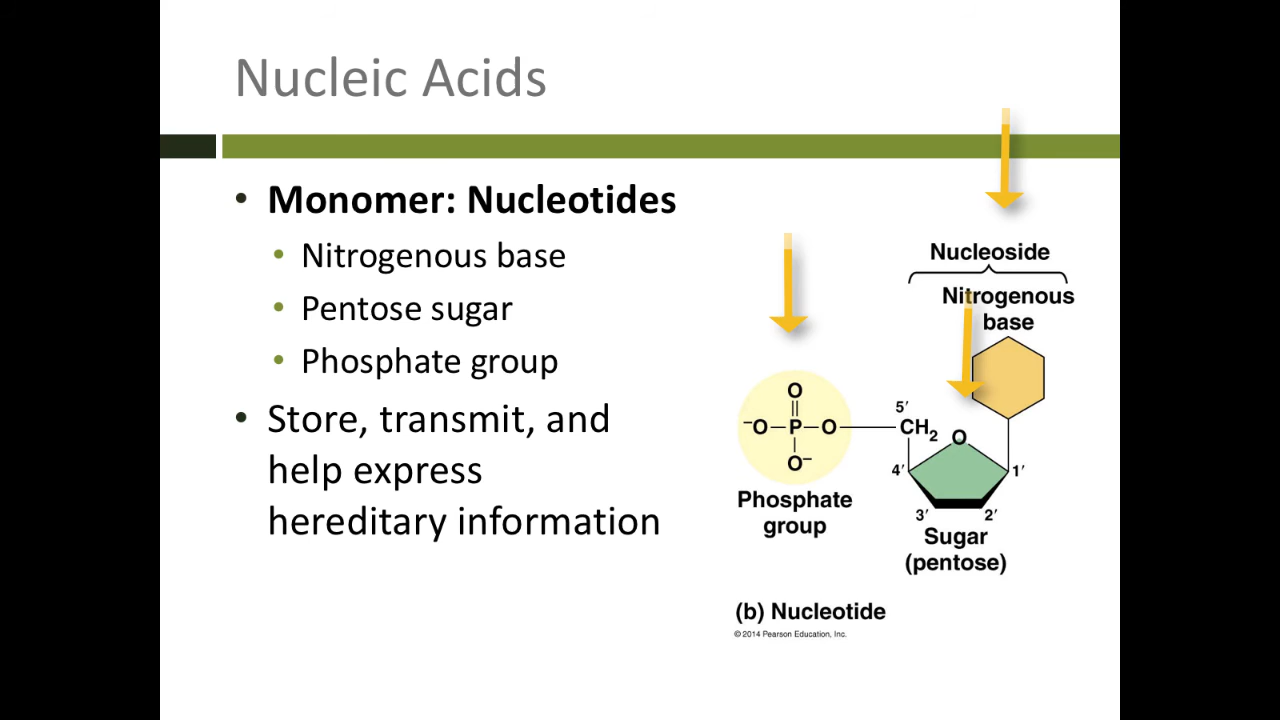 Nucleic Acids
• Monomer: Nucleotides
• Nitrogenous base
• Pentose sugar
• Phosphate group
• Store, transmit, and
help express
hereditary information
Nucleoside
Nitrogenous
base
O
⁻O–P–O
O⁻
5′
CH₂
O
4′
1′
3′
2′
Phosphate
group
Sugar
(pentose)
(b) Nucleotide
© 2014 Pearson Education, Inc.